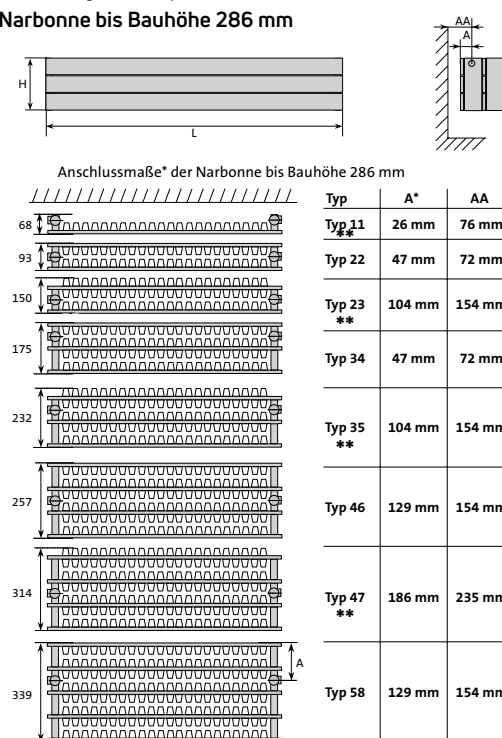 Narbonne bis Bauhöhe 286 mm
AA
A
H
L
Anschlussmaße* der Narbonne bis Bauhöhe 286 mm
Typ A* AA
68 Typ 11 ** 26 mm 76 mm
93 Typ 22 47 mm 72 mm
150 Typ 23 ** 104 mm 154 mm
175 Typ 34 47 mm 72 mm
232 Typ 35 ** 104 mm 154 mm
257 Typ 46 129 mm 154 mm
314 Typ 47 ** 186 mm 235 mm
A
339 Typ 58 129 mm 154 mm